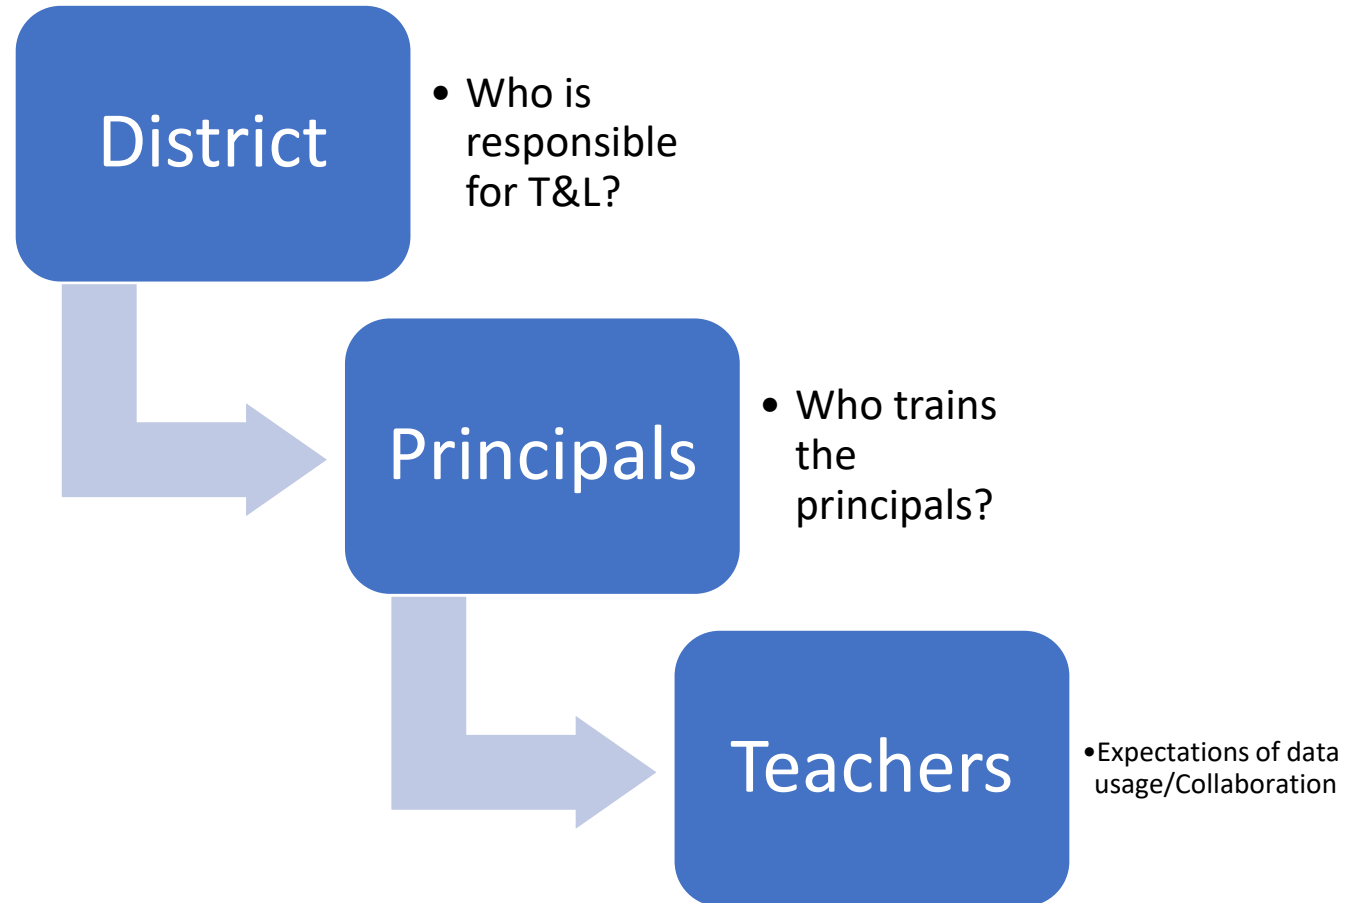 District
• Who is
responsible
for T&L?
Principals
• Who trains
the
principals?
Teachers
•Expectations of data
usage/Collaboration